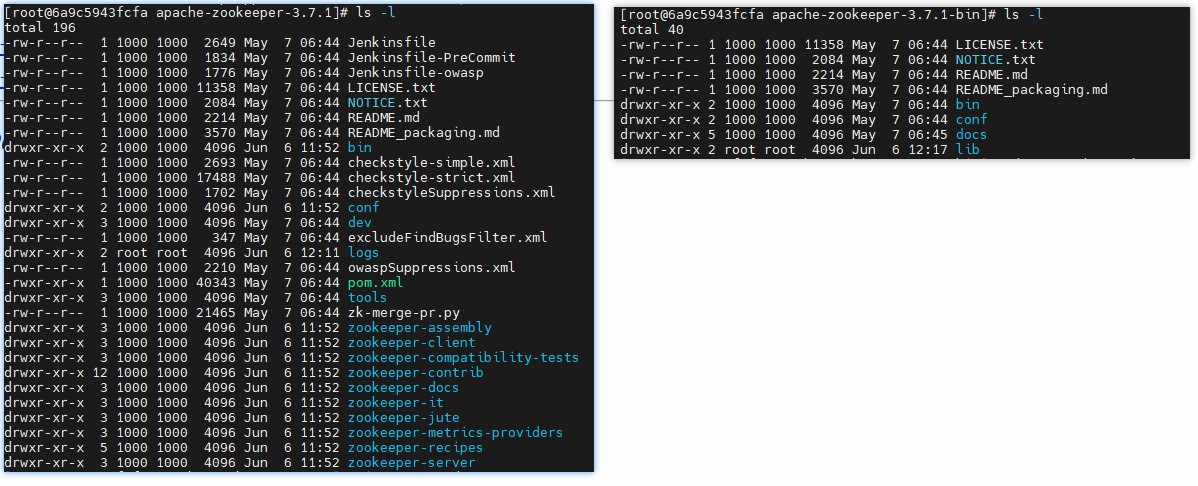 [root@6a9c5943fcfa apache-zookeeper-3.7.1]# ls -l
total 196
-rw-r--r--  1 1000 1000  2649 May  7 06:44 Jenkinsfile
-rw-r--r--  1 1000 1000  1834 May  7 06:44 Jenkinsfile-PreCommit
-rw-r--r--  1 1000 1000  1776 May  7 06:44 Jenkinsfile-owasp
-rw-r--r--  1 1000 1000 11358 May  7 06:44 LICENSE.txt
-rw-r--r--  1 1000 1000  2084 May  7 06:44 NOTICE.txt
-rw-r--r--  1 1000 1000  2214 May  7 06:44 README.md
-rw-r--r--  1 1000 1000  3570 May  7 06:44 README_packaging.md
drwxr-xr-x  2 1000 1000  4096 Jun  6 11:52 bin
-rw-r--r--  1 1000 1000  2693 May  7 06:44 checkstyle-simple.xml
-rw-r--r--  1 1000 1000 17488 May  7 06:44 checkstyle-strict.xml
-rw-r--r--  1 1000 1000  1702 May  7 06:44 checkstyleSuppressions.xml
drwxr-xr-x  2 1000 1000  4096 Jun  6 11:52 conf
drwxr-xr-x  3 1000 1000  4096 May  7 06:44 dev
-rw-r--r--  1 1000 1000   347 May  7 06:44 excludeFindBugsFilter.xml
drwxr-xr-x  2 root root  4096 Jun  6 12:11 logs
-rw-r--r--  1 1000 1000  2210 May  7 06:44 owaspSuppressions.xml
-rw-r--r--  1 1000 1000 40343 May  7 06:44 pom.xml
drwxr-xr-x  3 1000 1000  4096 May  7 06:44 tools
-rw-r--r--  1 1000 1000 21465 May  7 06:44 zk-merge-pr.py
drwxr-xr-x  3 1000 1000  4096 Jun  6 11:52 zookeeper-assembly
drwxr-xr-x  3 1000 1000  4096 Jun  6 11:52 zookeeper-client
drwxr-xr-x  3 1000 1000  4096 Jun  6 11:52 zookeeper-compatibility-tests
drwxr-xr-x 12 1000 1000  4096 Jun  6 11:52 zookeeper-contrib
drwxr-xr-x  3 1000 1000  4096 Jun  6 11:52 zookeeper-docs
drwxr-xr-x  3 1000 1000  4096 Jun  6 11:52 zookeeper-it
drwxr-xr-x  3 1000 1000  4096 Jun  6 11:52 zookeeper-jute
drwxr-xr-x  3 1000 1000  4096 Jun  6 11:52 zookeeper-metrics-providers
drwxr-xr-x  5 1000 1000  4096 Jun  6 11:52 zookeeper-recipes
drwxr-xr-x  3 1000 1000  4096 Jun  6 11:52 zookeeper-server
[root@6a9c5943fcfa apache-zookeeper-3.7.1-bin]# ls -l
total 40
-rw-r--r-- 1 1000 1000 11358 May  7 06:44 LICENSE.txt
-rw-r--r-- 1 1000 1000  2084 May  7 06:44 NOTICE.txt
-rw-r--r-- 1 1000 1000  2214 May  7 06:44 README.md
-rw-r--r-- 1 1000 1000  3570 May  7 06:44 README_packaging.md
drwxr-xr-x 2 1000 1000  4096 May  7 06:44 bin
drwxr-xr-x 2 1000 1000  4096 May  7 06:44 conf
drwxr-xr-x 5 1000 1000  4096 May  7 06:45 docs
drwxr-xr-x 2 root root  4096 Jun  6 12:17 lib